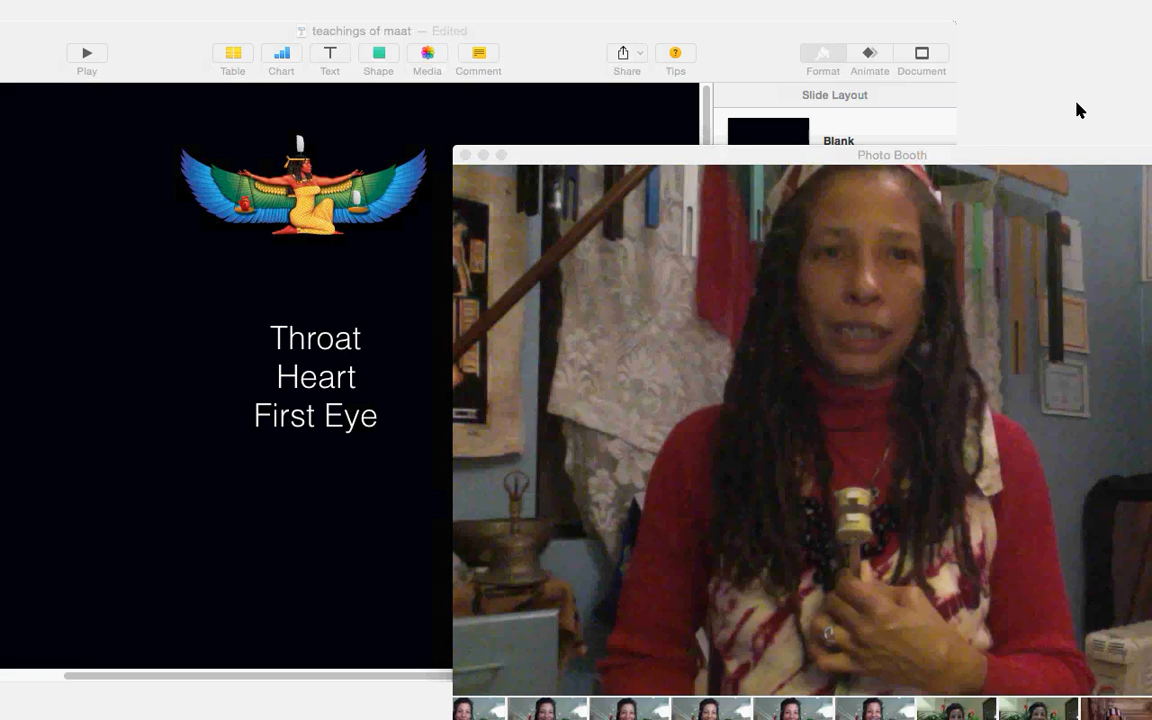 teachings of maat — Edited
Play
Table
Chart
Text
Shape
Media
Comment
Share
Tips
Format
Animate
Document
Slide Layout
Blank
Photo Booth
Throat
Heart
First Eye